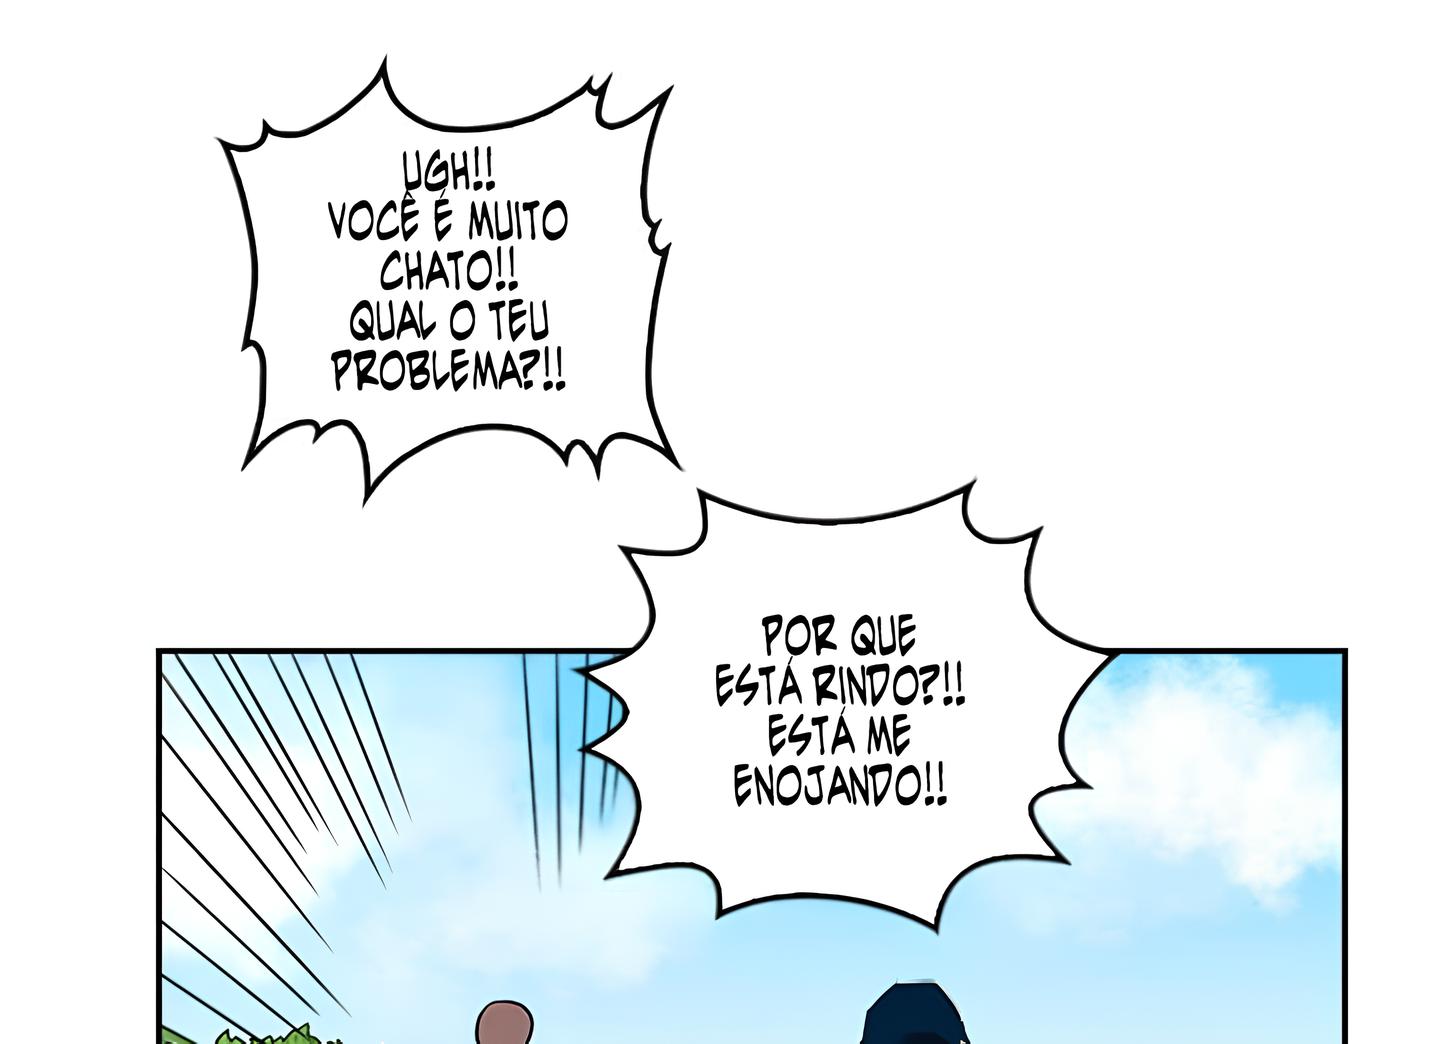 UGH!!
VOCÊ É MUITO
CHATO!!
QUAL O TEU
PROBLEMA?!!
POR QUE
ESTÁ RINDO?!!
ESTÁ ME
ENOJANDO!!